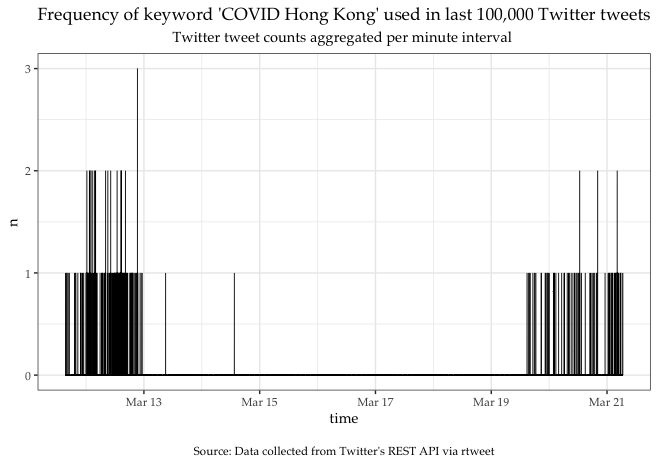 Frequency of keyword 'COVID Hong Kong' used in last 100,000 Twitter tweets
Twitter tweet counts aggregated per minute interval
3
2
n
1
0
Mar 13 Mar 15 Mar 17 Mar 19 Mar 21
time
Source: Data collected from Twitter's REST API via rtweet